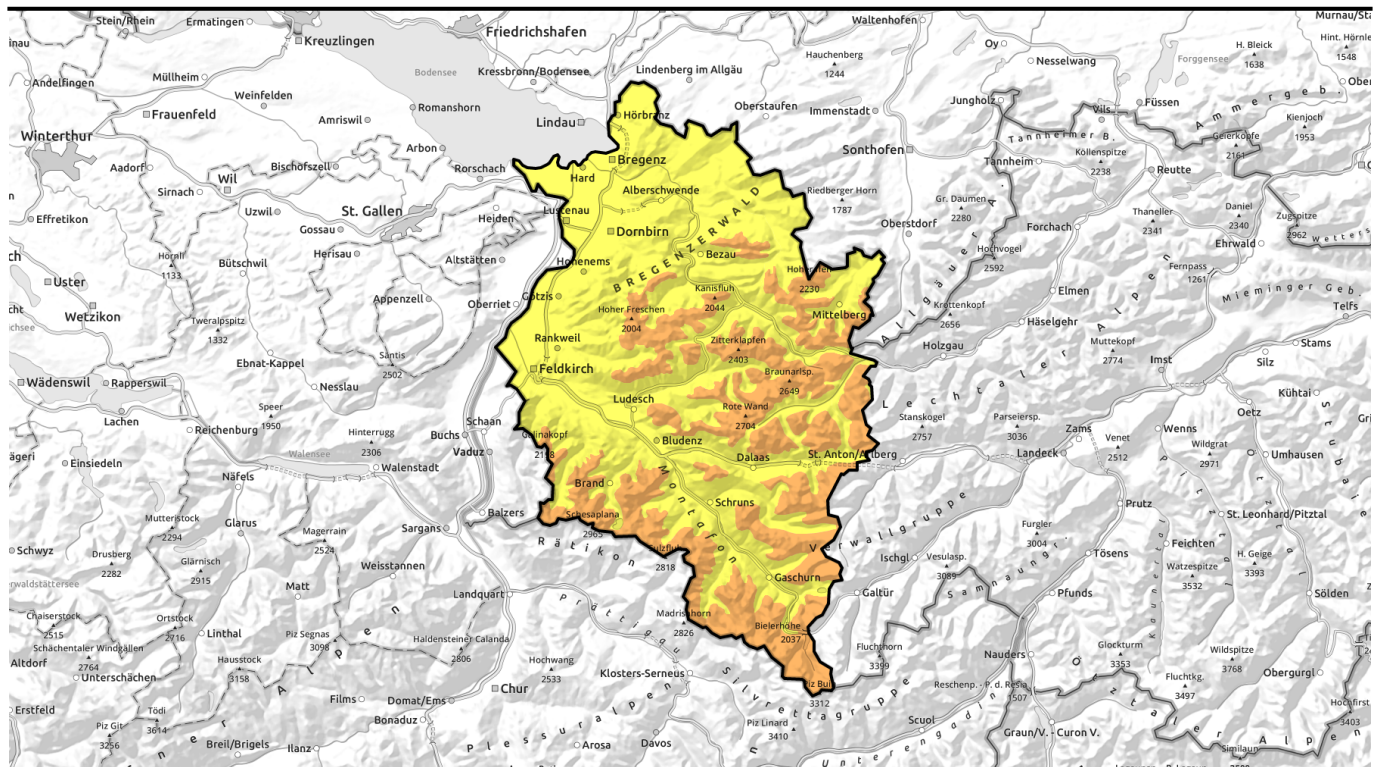 Stein/Rhein
Ermatingen
Kreuzlingen
Friedrichshafen
Waltenhofen
Hauchenberg
1244
Oy
Nesselwang
H. Bleick
1638
Forggensee
Hint. Hörnle
1548
Andelfingen
Müllheim
Bodensee
Kressbronn/Bodensee
Lindenberg im Allgäu
Weinfelden
Romanshorn
Oberstaufen
Immenstadt
Jungholz
Füssen
Vils
Ammergeb.
Kienjoch
1953
Frauenfeld
Amriswil
Lindau
Hörbranz
Winterthur
Arbon
Sonthofen
Tannheimer B.
Geierköpfe
2161
Aadorf
Bischofszell
Rorschach
Bregenz
Tannheim
Köllenspitze
2238
Reutte
Wil
Sirnach
Hard
Alberschwende
Riedberger Horn
1787
Effretikon
Uzwil
St. Gallen
Heiden
Lustenau
BREGENZERWALD
Gr. Daumen
2280
Oberstdorf
Thaneller
2341
Daniel
2340
Zugspitze
2962
Gossau
Dornbirn
Forchach
Ehrwald
Herisau
Altstätten
Hohenems
Bezau
Hochvogel
2592
Allgäuer A.
Hörnli
1133
Bütschwil
Fernpass
1261
Uster
Appenzell
Oberriet
Götzis
Kanisfluh
2044
2230
Elmen
Mieminger Geb.
Telfs
Wetzikon
Tweralpspitz
1332
Hoher Freschen
2004
Mittelberg
Krottenkopf
2656
Häselgehr
Rankweil
Zitterklapfen
2403
Holzgau
Muttekopf
2774
Stams
Ebnat-Kappel
Säntis
2502
Feldkirch
Braunarlsp.
2649
Imst
Silz
Wädenswil
Rapperswil
Nesslau
Kühtai
Lechtaler Alpen
Lachen
Speer
1950
Ludesch
Rote Wand
2704
Stanskogel
2757
Parseiersp.
3036
Oetz
Reichenburg
Hinterrugg
2306
Schaan
Buchs
Galinakopf
2198
Bludenz
Zams
Wenns
Stubaie
Walensee
Walenstadt
Vaduz
Dalaas
St. Anton/Arlberg
Landeck
Venet
2512
Wildgrat
2971
Umhausen
Einsiedeln
Näfels
Brand
Montafon
Schruns
Prutz
Mutteristock
2294
Glarus
Magerrain
2524
Sargans
Balzers
Schesaplana
2965
St. Leonhard/Pitztal
Schwyz
Drusberg
2282
Glärnisch
2915
Rätikon
Sulzfluh
2818
Verwallgruppe
Ischgl
Vesulasp.
3089
Furgler
3004
Tösens
Feichten
Watzespitze
3532
H. Geige
3393
Weisstannen
Gaschurn
Samnaungr.
Matt
Landquart
Galtür
Pfunds
Sölden
Chaiserstock
2515
Ortstock
2716
Linthal
Piz Segnas
3098
Haldensteiner Calanda
2806
Prättigau
Madrisahorn
2826
Bielerhöhe
2037
Schächentaler Windgällen
2764
Altdorf
Unterschächen
Hausstock
3158
Hochwang
2533
Klosters-Serneus
Fluchthorn
3399
Nauders
Glockturm
3353
Wildspitze
3768
Obergurgl
Films
Domat/Ems
Chur
Silvrettagruppe
Piz Buin
3312
Reschenp. - P. d. Resia
1507
Fluchtkg.
3497
Erstfeld
Tödi
3614
Piz Git
3256
Bonaduz
Piz Linard
3410
Scuol
Ötztaler Alpen
Hochfirst
3403
Breil/Brigels
Ilanz
Plessuralpen
Arosa
Davos
Unterengadin
Graun/V. - Curon V.
Similaun